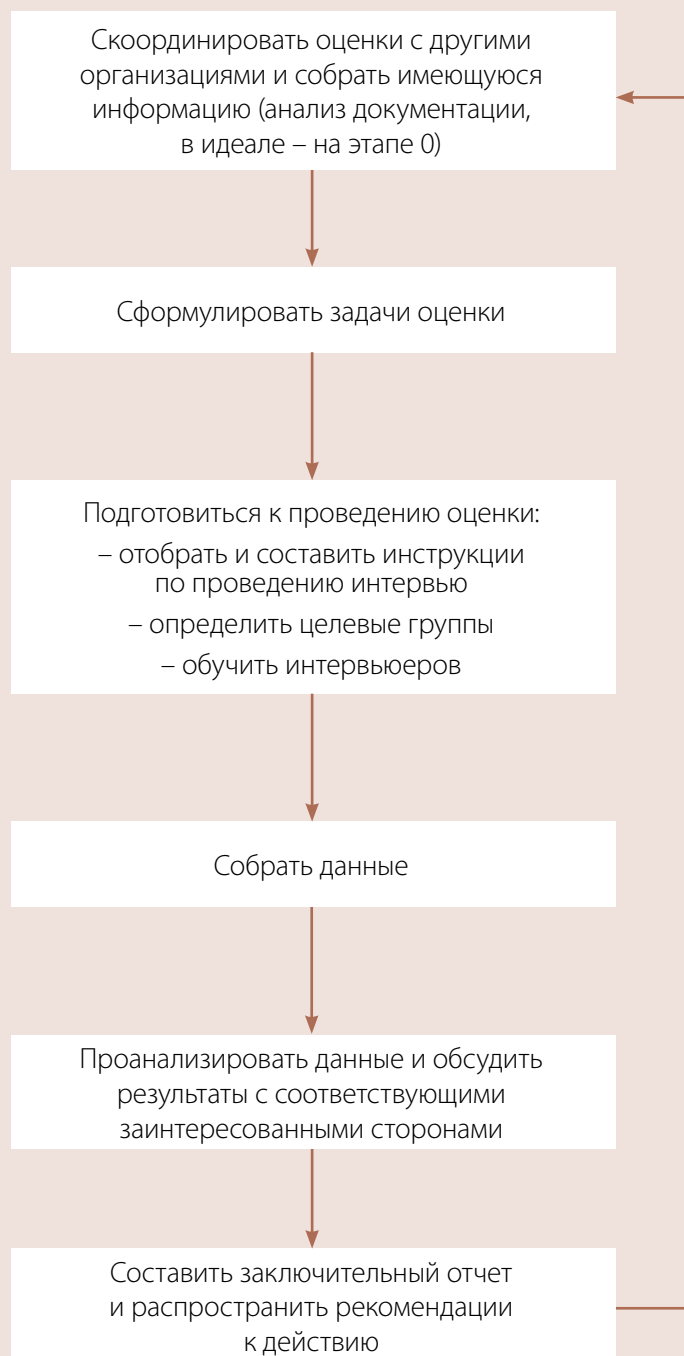 Скоординировать оценки с другими
организациями и собрать имеющуюся
информацию (анализ документации,
в идеале – на этапе 0)
Сформулировать задачи оценки
Подготовиться к проведению оценки:
– отобрать и составить инструкции
по проведению интервью
– определить целевые группы
– обучить интервьюеров
Собрать данные
Проанализировать данные и обсудить
результаты с соответствующими
заинтересованными сторонами
Составить заключительный отчет
и распространить рекомендации
к действию